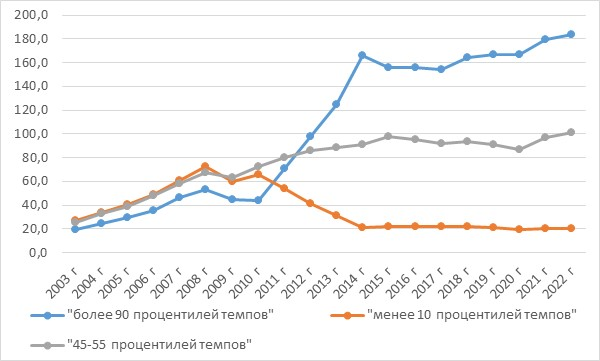 200,0
180,0
160,0
140,0
120,0
100,0
80,0
60,0
40,0
20,0
0,0
2003 г
2004 г
2005 г
2006 г
2007 г
2008 г
2009 г
2010 г
2011 г
2012 г
2013 г
2014 г
2015 г
2016 г
2017 г
2018 г
2019 г
2020 г
2021 г
2022 г
"более 90 процентилей темпов"
"менее 10 процентилей темпов"
"45-55 процентилей темпов"